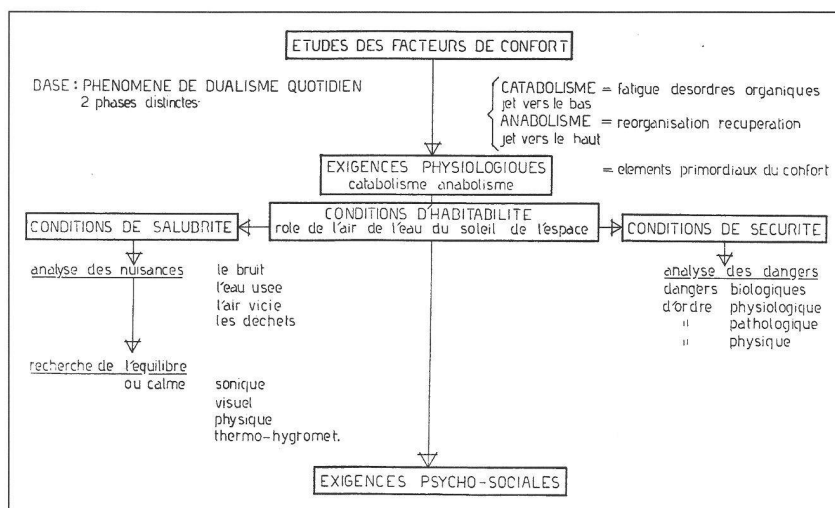 ETUDES DES FACTEURS DE CONFORT
BASE : PHENOMENE DE DUALISME QUOTIDIEN
2 phases distinctes
CATABOLISME = fatigue desordres organiques
jet vers le bas
ANABOLISME = reorganisation recuperation
jet vers le haut
EXIGENCES PHYSIOLOGIQUES
catabolisme anabolisme
= elements primordiaux du confort
CONDITIONS D'HABITABILITE
role de l'air de l'eau du soleil de l'espace
CONDITIONS DE SALUBRITE
CONDITIONS DE SECURITE
analyse des nuisances le bruit
l'eau usee
l'air vicie
les dechets
recherche de l'equilibre
ou calme sonique
visuel
physique
thermo-hygromet.
analyse des dangers
dangers biologiques
d'ordre physiologique
" pathologique
" physique
EXIGENCES PSYCHO-SOCIALES